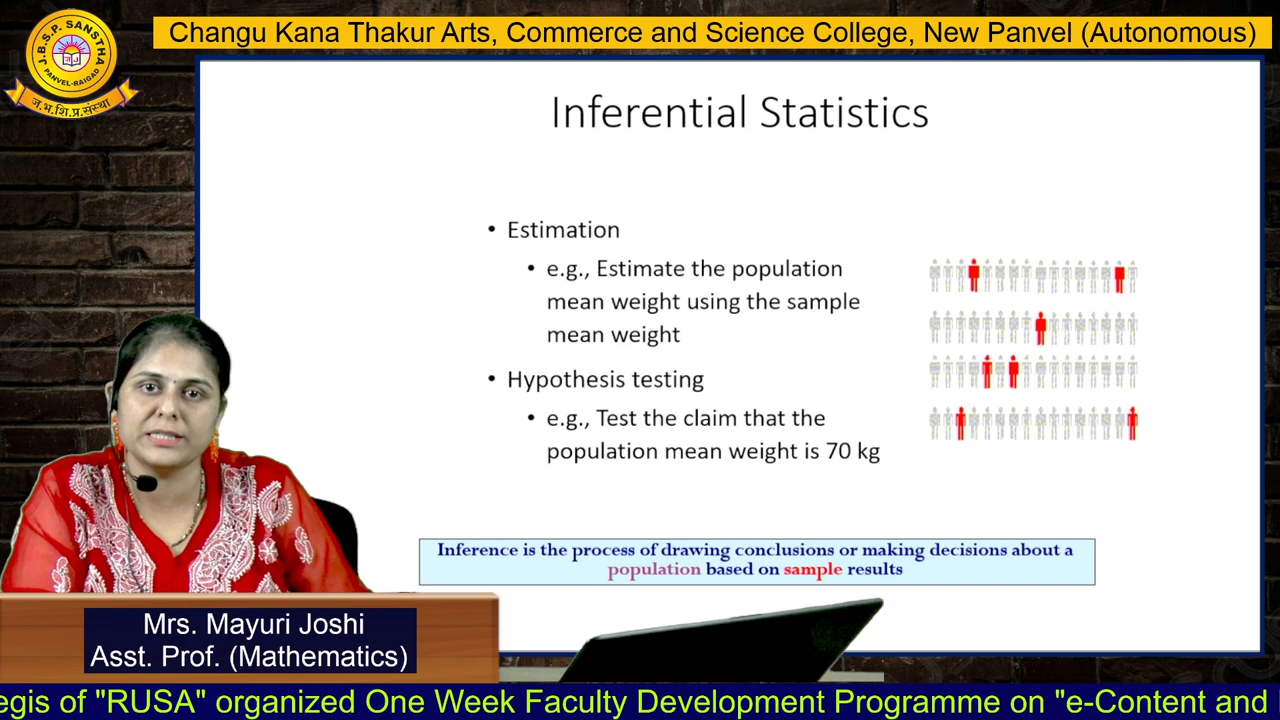 Changu Kana Thakur Arts, Commerce and Science College, New Panvel (Autonomous)
J.B.S.P. SANSTHA
PANVEL-RAIGAD
ज.भ.शि.प्र.संस्था
Inferential Statistics
• Estimation
• e.g., Estimate the population
mean weight using the sample
mean weight
• Hypothesis testing
• e.g., Test the claim that the
population mean weight is 70 kg
Inference is the process of drawing conclusions or making decisions about a
population based on sample results
Mrs. Mayuri Joshi
Asst. Prof. (Mathematics)
egis of "RUSA" organized One Week Faculty Development Programme on "e-Content and